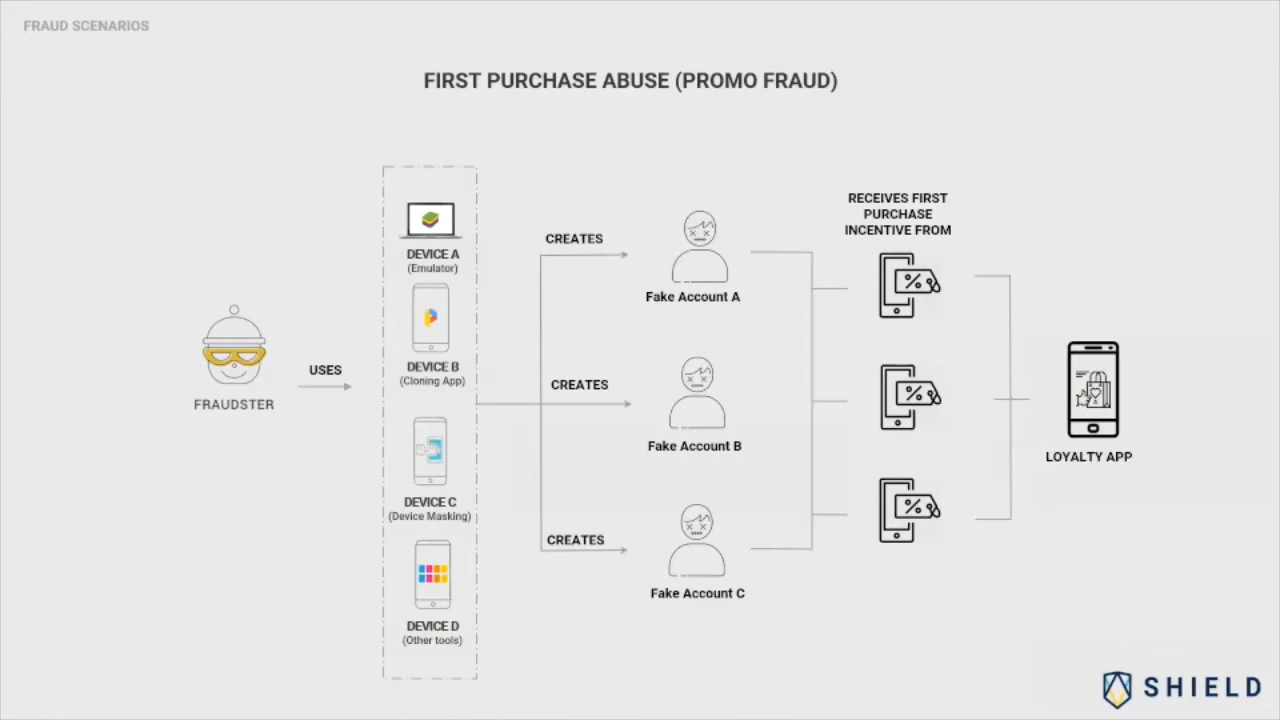 FRAUD SCENARIOS
FIRST PURCHASE ABUSE (PROMO FRAUD)
FRAUDSTER
USES
DEVICE A
(Emulator)
DEVICE B
(Cloning App)
DEVICE C
(Device Masking)
DEVICE D
(Other tools)
CREATES
CREATES
CREATES
Fake Account A
Fake Account B
Fake Account C
RECEIVES FIRST
PURCHASE
INCENTIVE FROM
%
%
%
LOYALTY APP
SHIELD